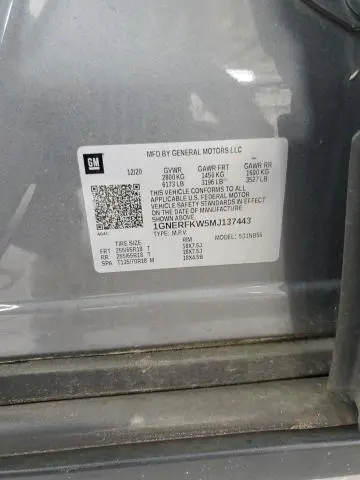 MFD BY GENERAL MOTORS LLC
GM
12/20
GVWR GAWR FRT GAWR RR
2800 KG 1450 KG 1600 KG
6173 LB 3196 LB 3527 LB
THIS VEHICLE CONFORMS TO ALL
APPLICABLE U.S. FEDERAL MOTOR
VEHICLE SAFETY STANDARDS IN EFFECT
ON THE DATE OF MANUFACTURE
SHOWN ABOVE.
1GNERFKW5MJ137443
TYPE: M.P.V. MODEL:
TIRE SIZE RIM
FRT 255/65R18 T 18X7.5J
RR 255/65R18 T 18X7.5J
SPA T135/70R18 M 18X4.5B